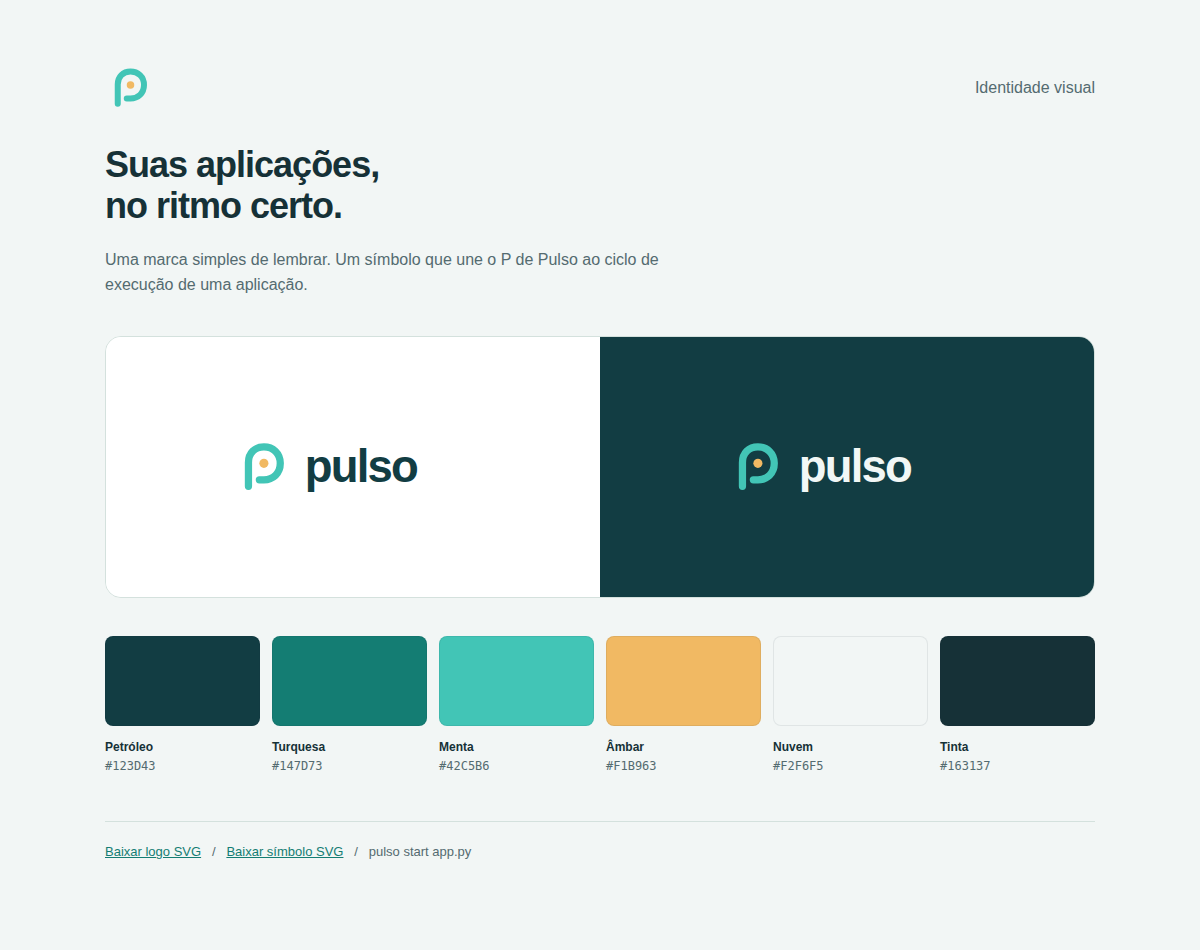 Identidade visual
Suas aplicações,
no ritmo certo.
Uma marca simples de lembrar. Um símbolo que une o P de Pulso ao ciclo de
execução de uma aplicação.
pulso
pulso
Petróleo
#123D43
Turquesa
#147D73
Menta
#42C5B6
Âmbar
#F1B963
Nuvem
#F2F6F5
Tinta
#163137
Baixar logo SVG / Baixar símbolo SVG / pulso start app.py